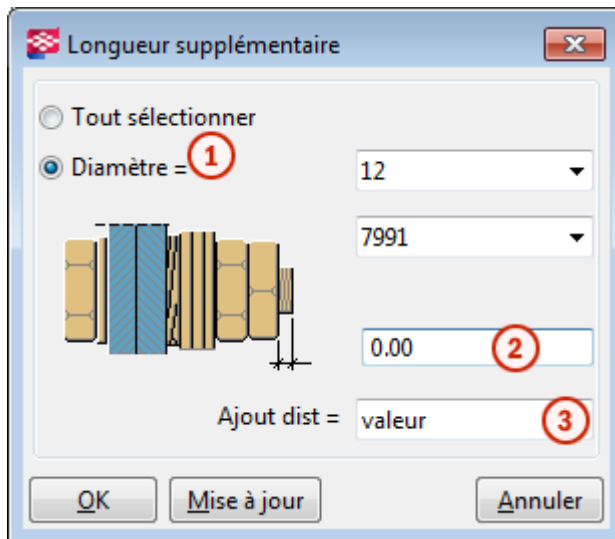 Longueur supplémentaire
Tout sélectionner
Diamètre = 1 12
7991
0.00 2
Ajout dist = valeur 3
OK Mise à jour Annuler